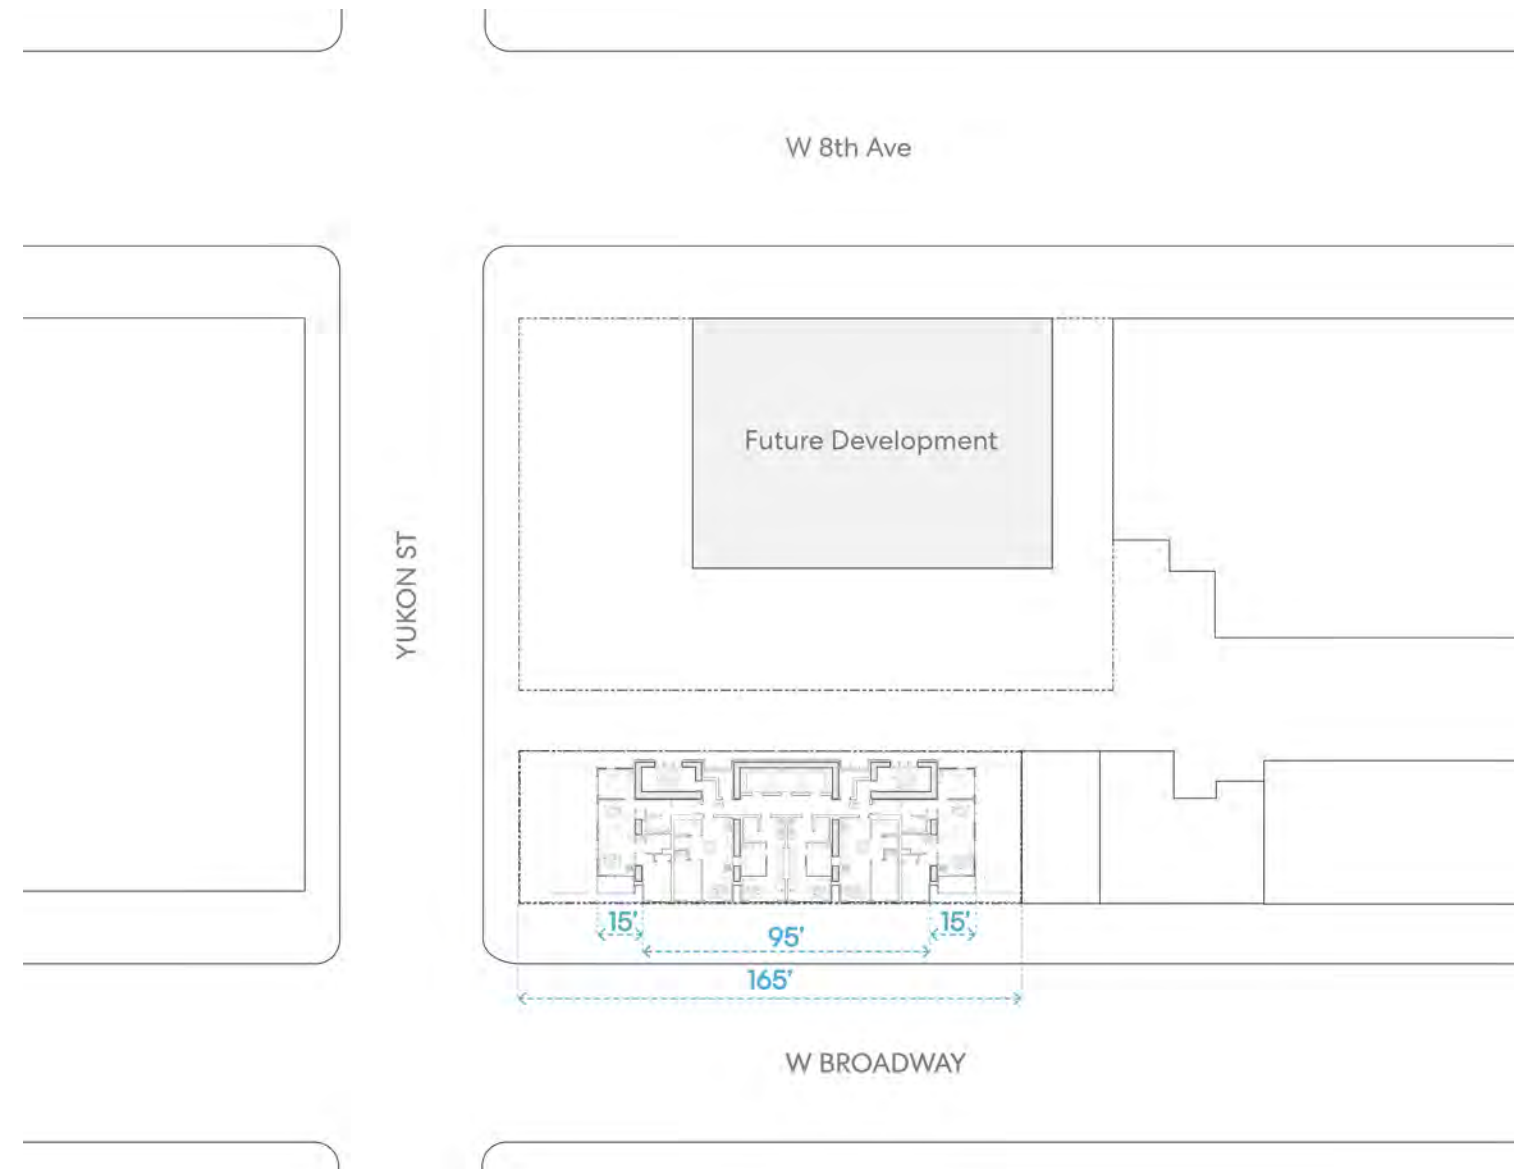 W 8th Ave
Future Development
YUKON ST
15'
95'
15'
165'
W BROADWAY